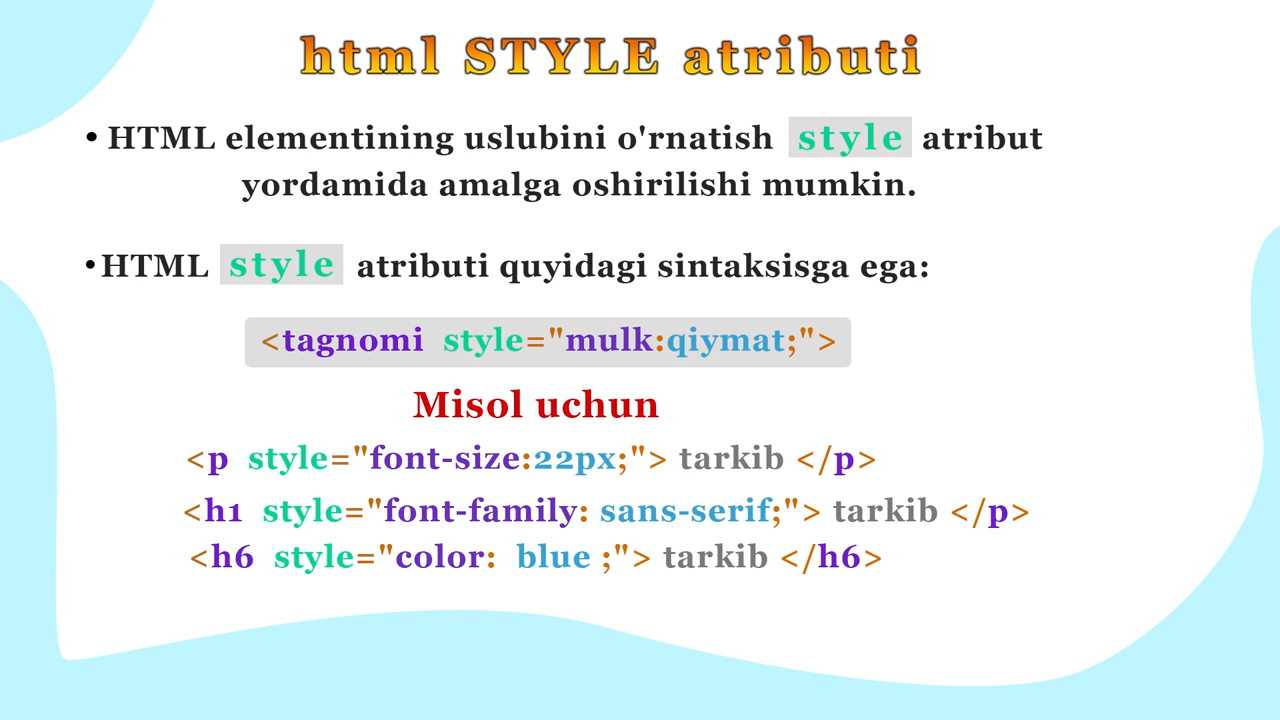 html STYLE atributi
• HTML elementining uslubini o'rnatish style atribut
yordamida amalga oshirilishi mumkin.
• HTML style atributi quyidagi sintaksisga ega:
<tagnomi style="mulk:qiymat;">
Misol uchun
<p style="font-size:22px;"> tarkib </p>
<h1 style="font-family: sans-serif;"> tarkib </p>
<h6 style="color: blue ;"> tarkib </h6>